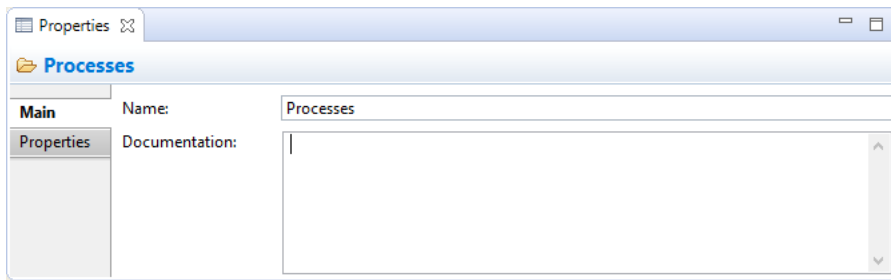 Properties
Processes
Main
Name: Processes
Properties
Documentation: